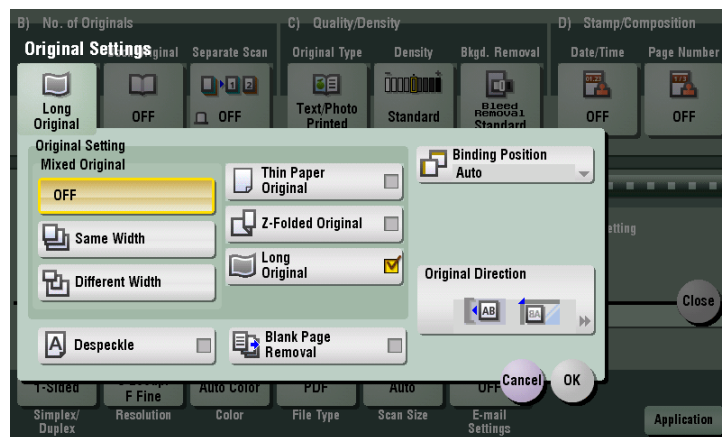 B) No. of Originals
C) Quality/Density
D) Stamp/Composition
Original Settings
Original
Separate Scan
Original Type
Density
Bkgd. Removal
Date/Time
Page Number
Long
Original
OFF
OFF
Text/Photo
Printed
Standard
Bleed
Removal
Standard
OFF
OFF
Original Setting
Mixed Original
OFF
Same Width
Different Width
Thin Paper
Original
Z-Folded Original
Long
Original
Binding Position
Auto
Original Direction
Despeckle
Blank Page
Removal
etting
Close
Cancel
OK
1-Sided
F Fine
Auto Color
PDF
Auto
OFF
Simplex/
Duplex
Resolution
Color
File Type
Scan Size
E-mail
Settings
Application